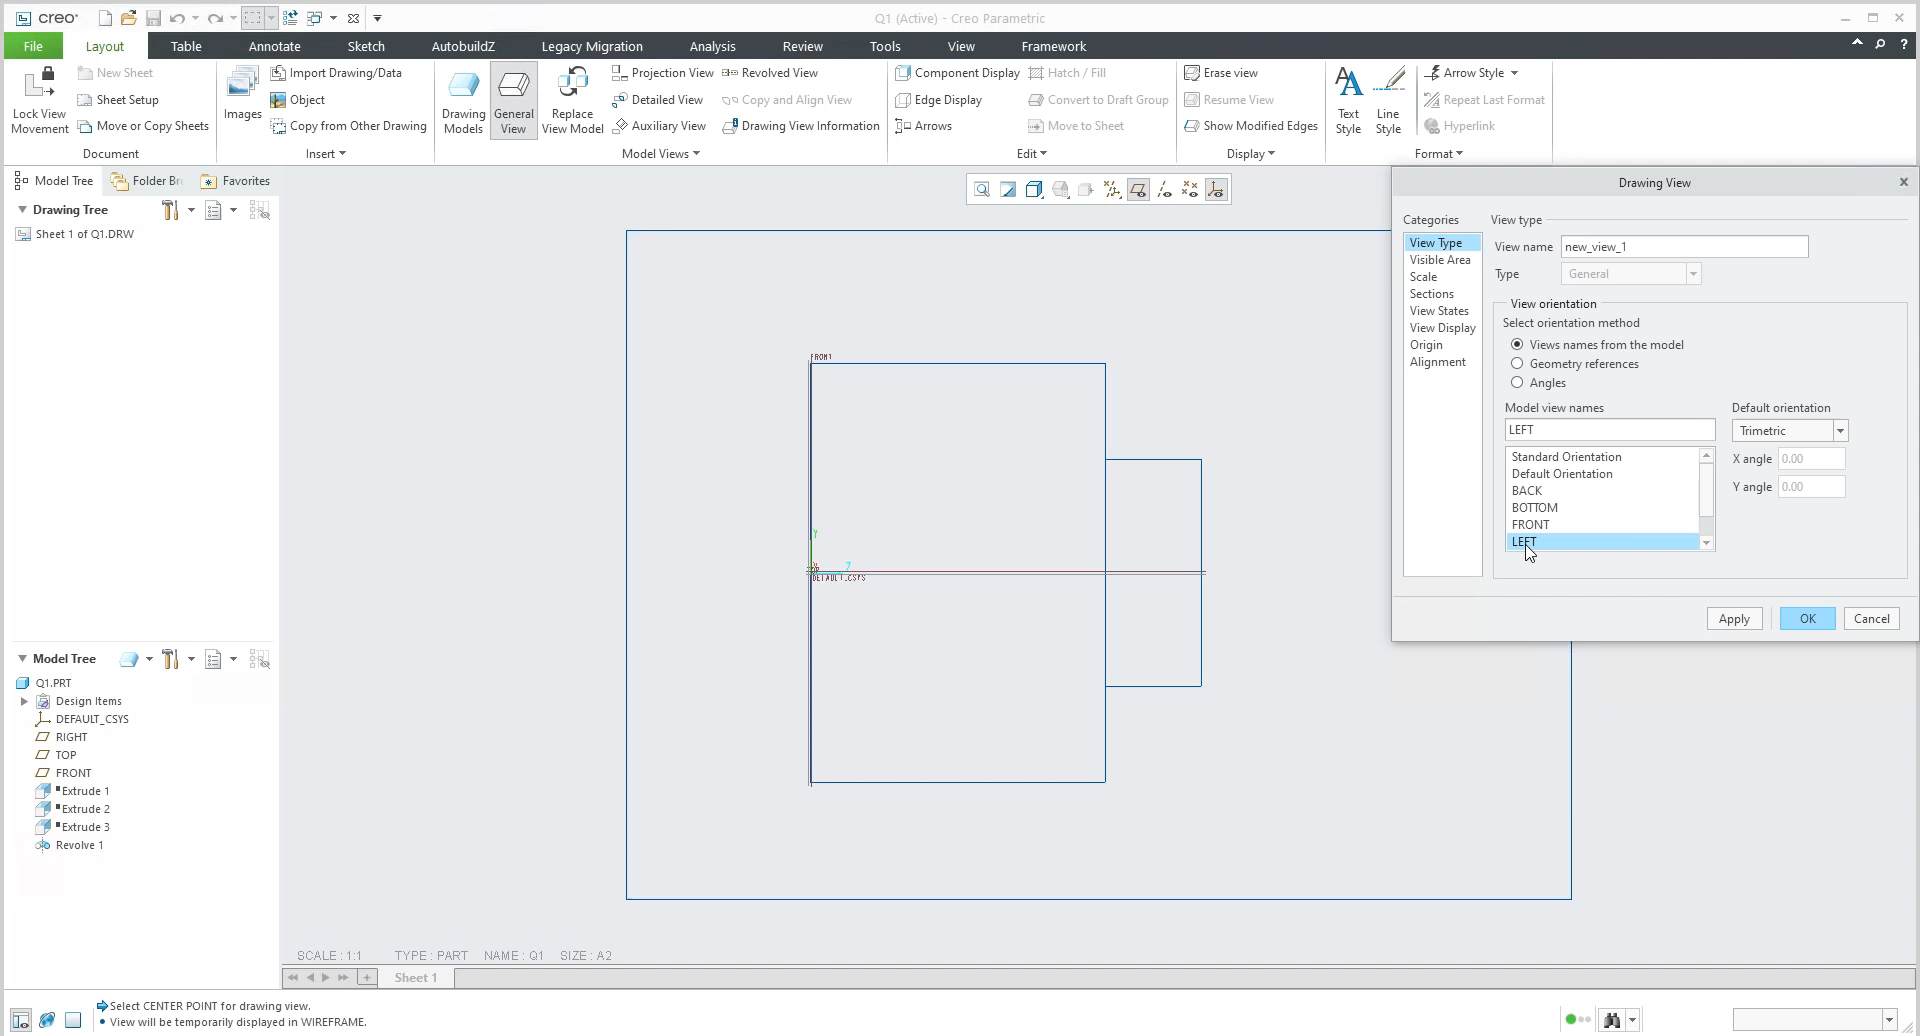 creo
Q1 (Active) - Creo Parametric
File
Layout
Table
Annotate
Sketch
AutobuildZ
Legacy Migration
Analysis
Review
Tools
View
Framework
Lock View Movement
New Sheet
Sheet Setup
Move or Copy Sheets
Document
Images
Import Drawing/Data
Object
Copy from Other Drawing
Insert
Drawing Models
General View
Replace View Model
Projection View
Detailed View
Auxiliary View
Revolved View
Copy and Align View
Drawing View Information
Model Views
Component Display
Edge Display
Arrows
Hatch / Fill
Convert to Draft Group
Move to Sheet
Edit
Erase view
Resume View
Show Modified Edges
Display
Text Style
Line Style
Arrow Style
Repeat Last Format
Hyperlink
Format
Model Tree
Folder Br
Favorites
Drawing Tree
Sheet 1 of Q1.DRW
Model Tree
Q1.PRT
Design Items
DEFAULT_CSYS
RIGHT
TOP
FRONT
Extrude 1
Extrude 2
Extrude 3
Revolve 1
FRONT
Y
Z
DEFAULT_CSYS
SCALE : 1:1 TYPE : PART NAME : Q1 SIZE : A2
Sheet 1
Drawing View
Categories
View Type
Visible Area
Scale
Sections
View States
View Display
Origin
Alignment
View type
View name
new_view_1
Type
General
View orientation
Select orientation method
Views names from the model
Geometry references
Angles
Model view names
LEFT
Standard Orientation
Default Orientation
BACK
BOTTOM
FRONT
LEFT
Default orientation
Trimetric
X angle
0.00
Y angle
0.00
Apply
OK
Cancel
Select CENTER POINT for drawing view.
View will be temporarily displayed in WIREFRAME.